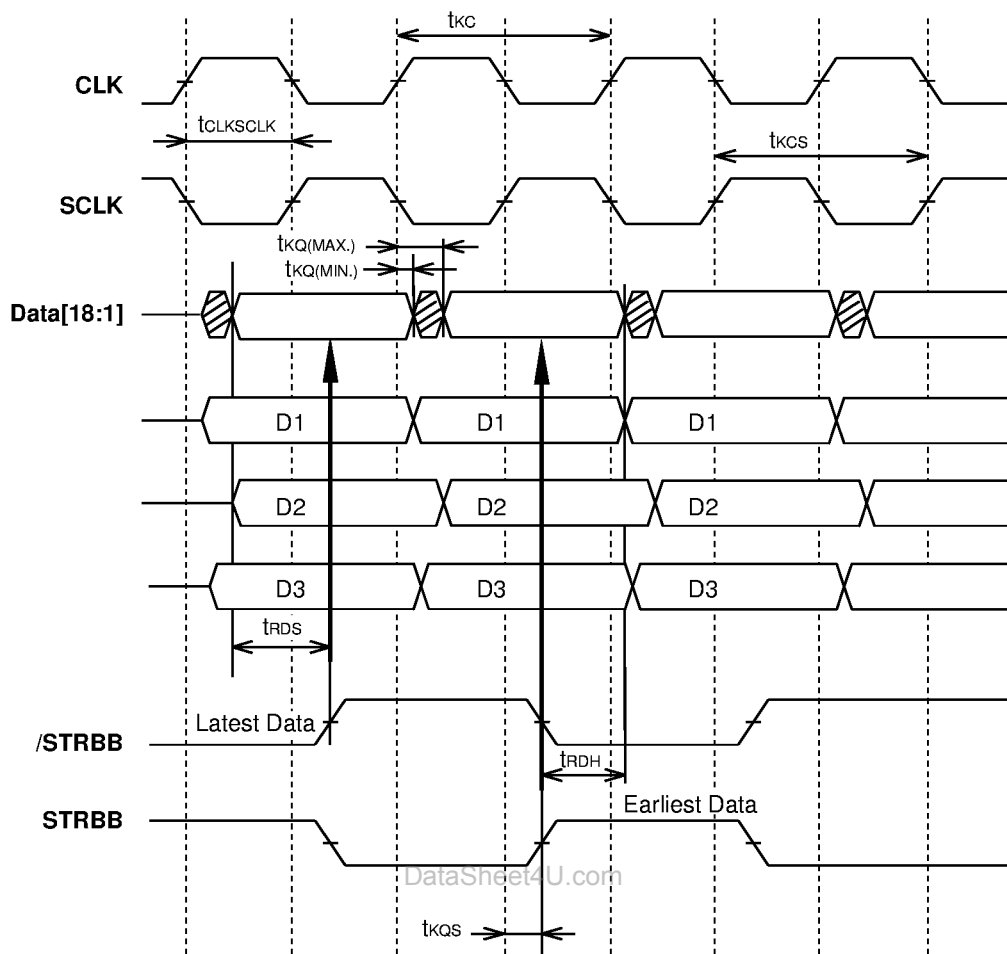 tKC
CLK
tCLKSCLK
tKCS
SCLK
tKQ(MAX.)
tKQ(MIN.)
Data[18:1]
D1 D1 D1
D2 D2 D2
D3 D3 D3
tRDS
Latest Data
/STRBB
tRDH
Earliest Data
STRBB
DataSheet4U.com
tKQS